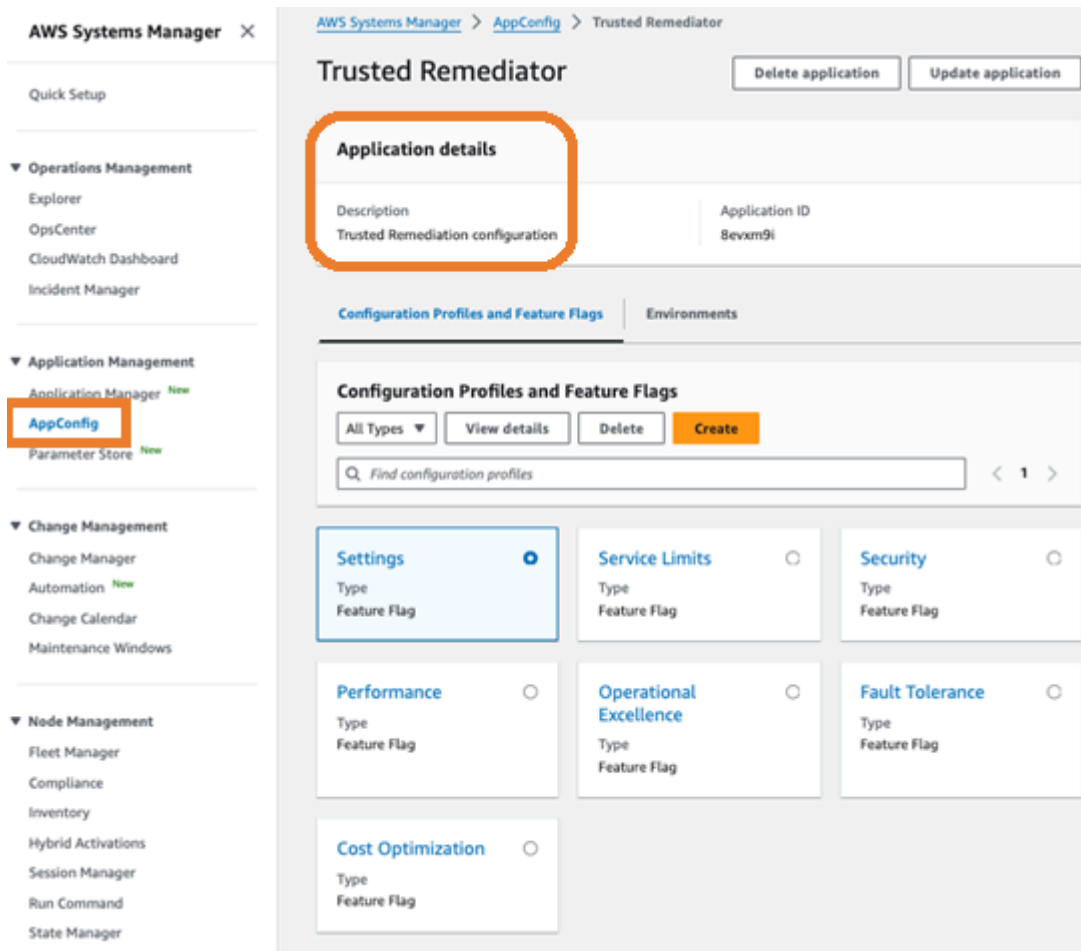 AWS Systems Manager
Quick Setup
Operations Management
Explorer
OpsCenter
CloudWatch Dashboard
Incident Manager
Application Management
Application Manager New
AppConfig
Parameter Store New
Change Management
Change Manager
Automation New
Change Calendar
Maintenance Windows
Node Management
Fleet Manager
Compliance
Inventory
Hybrid Activations
Session Manager
Run Command
State Manager
AWS Systems Manager > AppConfig > Trusted Remediator
Trusted Remediator
Delete application
Update application
Application details
Description
Trusted Remediation configuration
Application ID
8evxm9i
Configuration Profiles and Feature Flags
Environments
Configuration Profiles and Feature Flags
All Types
View details
Delete
Create
Find configuration profiles
< 1 >
Settings
Type
Feature Flag
Service Limits
Type
Feature Flag
Security
Type
Feature Flag
Performance
Type
Feature Flag
Operational
Excellence
Type
Feature Flag
Fault Tolerance
Type
Feature Flag
Cost Optimization
Type
Feature Flag